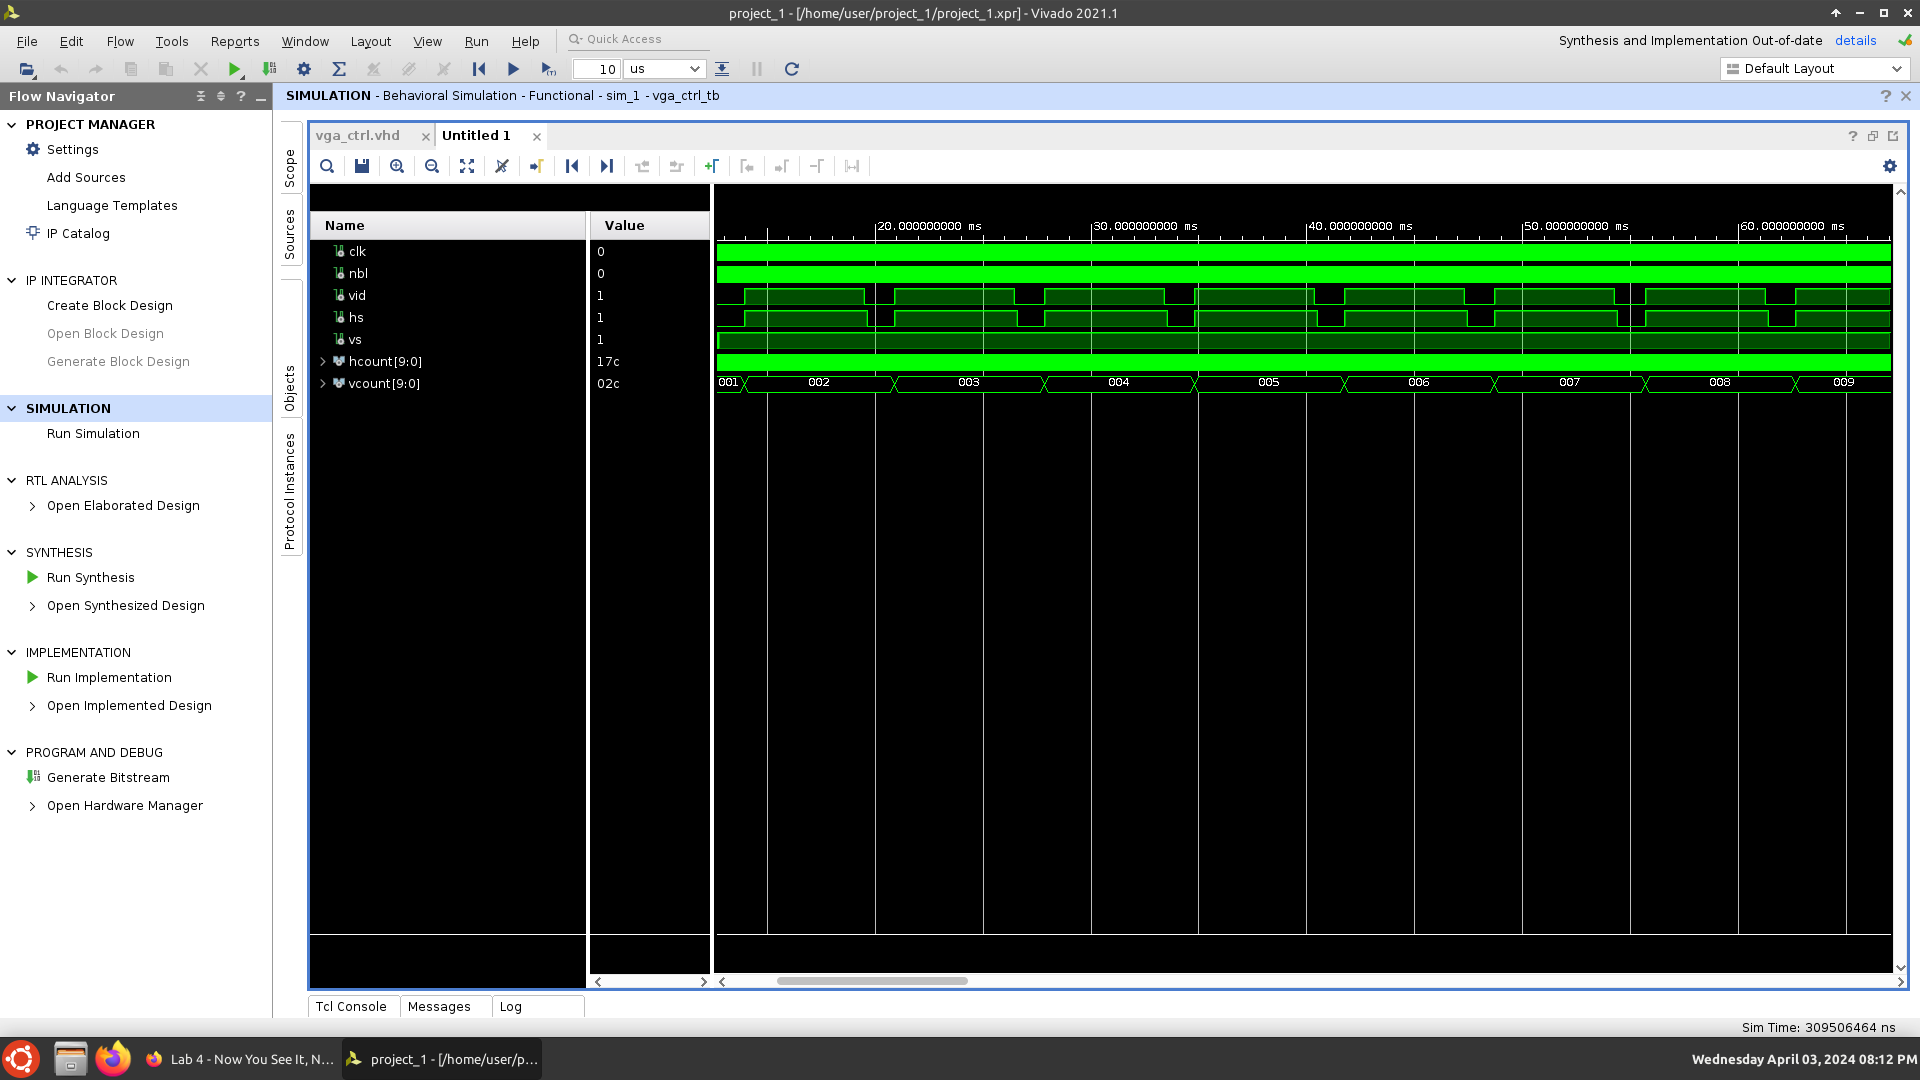 project_1 - [/home/user/project_1/project_1.xpr] - Vivado 2021.1
File Edit Flow Tools Reports Window Layout View Run Help Quick Access
Synthesis and Implementation Out-of-date details
10 us Default Layout
Flow Navigator
SIMULATION - Behavioral Simulation - Functional - sim_1 - vga_ctrl_tb
PROJECT MANAGER
Settings
Add Sources
Language Templates
IP Catalog
IP INTEGRATOR
Create Block Design
Open Block Design
Generate Block Design
SIMULATION
Run Simulation
RTL ANALYSIS
Open Elaborated Design
SYNTHESIS
Run Synthesis
Open Synthesized Design
IMPLEMENTATION
Run Implementation
Open Implemented Design
PROGRAM AND DEBUG
Generate Bitstream
Open Hardware Manager
Scope
Sources
Objects
Protocol Instances
vga_ctrl.vhd Untitled 1
Name Value
20.000000000 ms 30.000000000 ms 40.000000000 ms 50.000000000 ms 60.000000000 ms
clk 0
nbl 0
vid 1
hs 1
vs 1
hcount[9:0] 17c
vcount[9:0] 02c 001 002 003 004 005 006 007 008 009
Tcl Console Messages Log
Sim Time: 309506464 ns
Lab 4 - Now You See It, N... project_1 - [/home/user/p... Wednesday April 03, 2024 08:12 PM